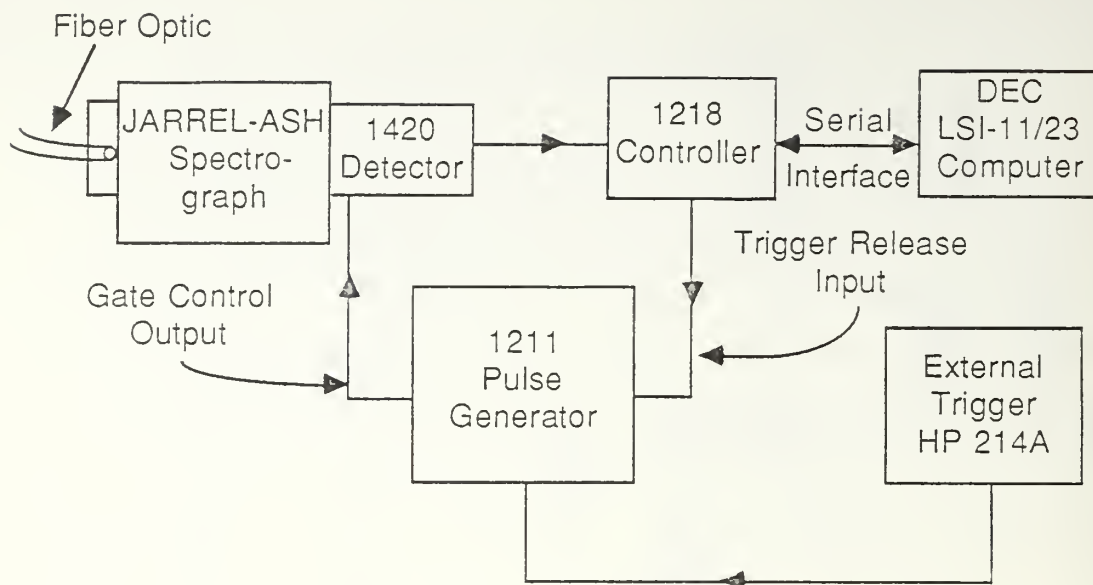 Fiber Optic
JARREL-ASH
Spectro-
graph
1420
Detector
1218
Controller
Serial
Interface
DEC
LSI-11/23
Computer
Gate Control
Output
1211
Pulse
Generator
Trigger Release
Input
External
Trigger
HP 214A